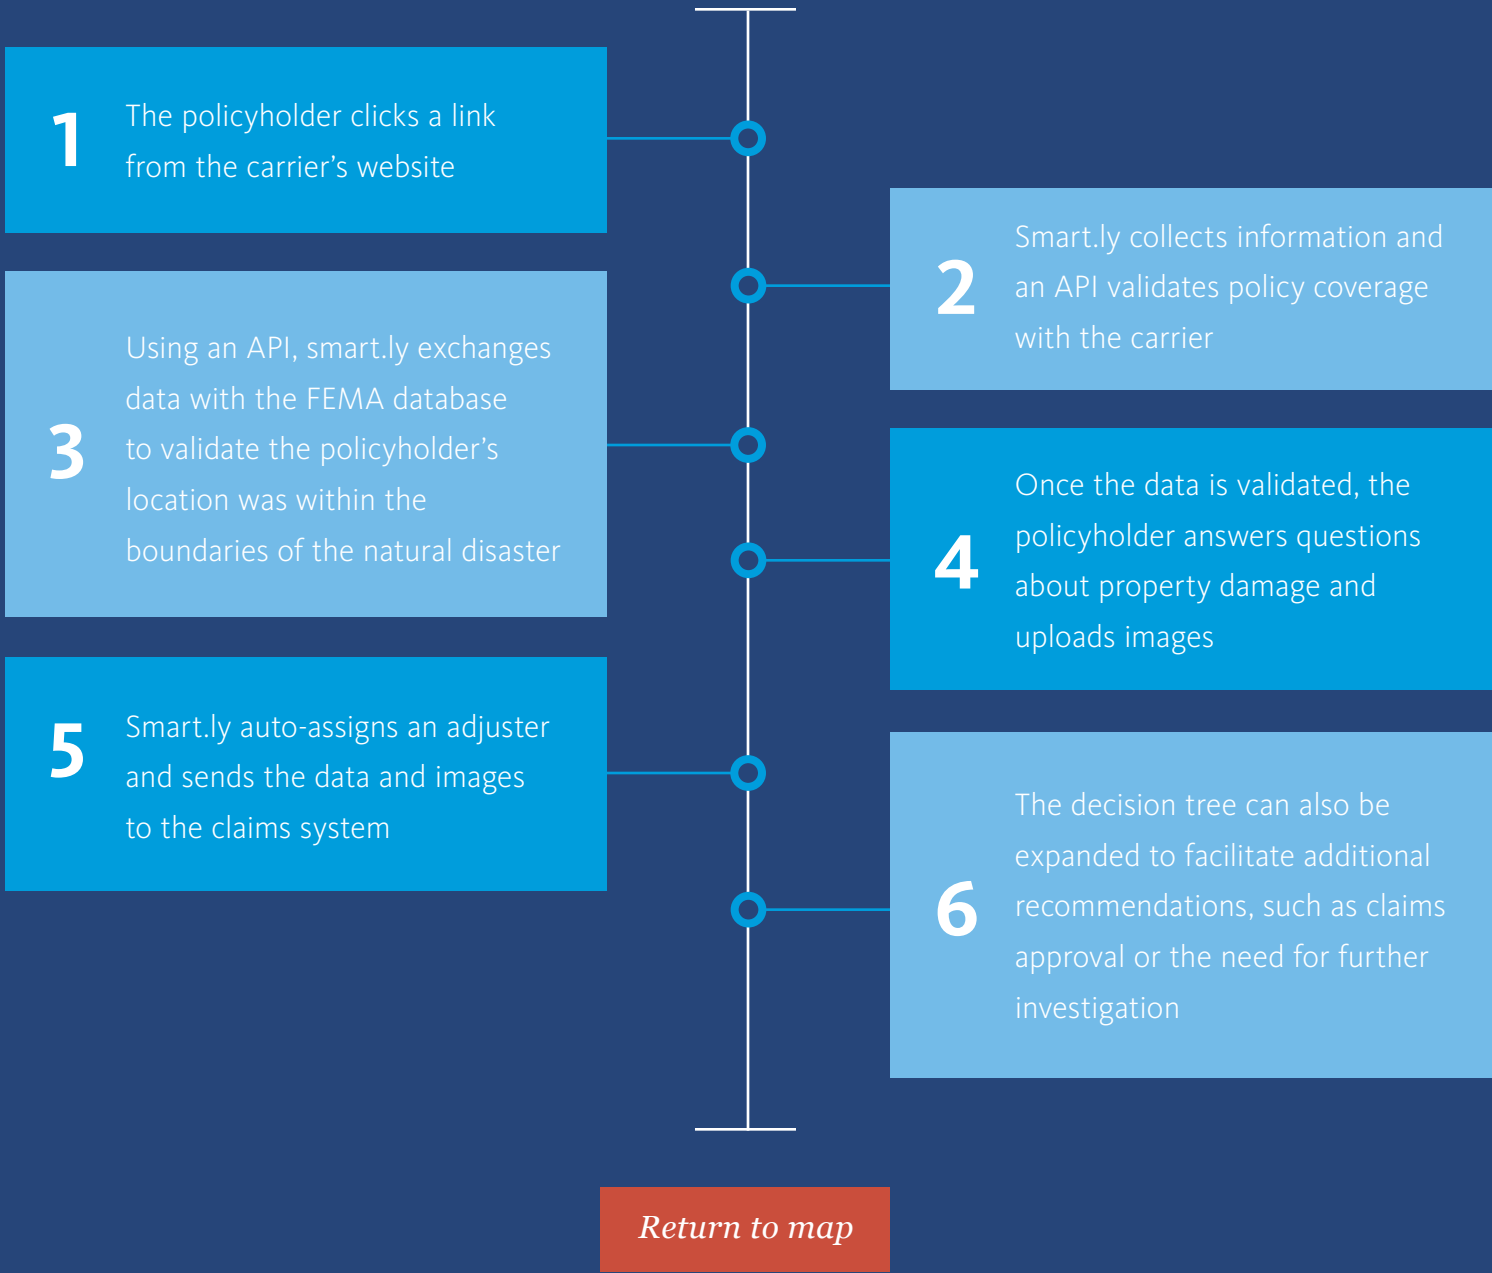 1
The policyholder clicks a link
from the carrier’s website
2
Smart.ly collects information and
an API validates policy coverage
with the carrier
3
Using an API, smart.ly exchanges
data with the FEMA database
to validate the policyholder’s
location was within the
boundaries of the natural disaster
4
Once the data is validated, the
policyholder answers questions
about property damage and
uploads images
5
Smart.ly auto-assigns an adjuster
and sends the data and images
to the claims system
6
The decision tree can also be
expanded to facilitate additional
recommendations, such as claims
approval or the need for further
investigation
Return to map